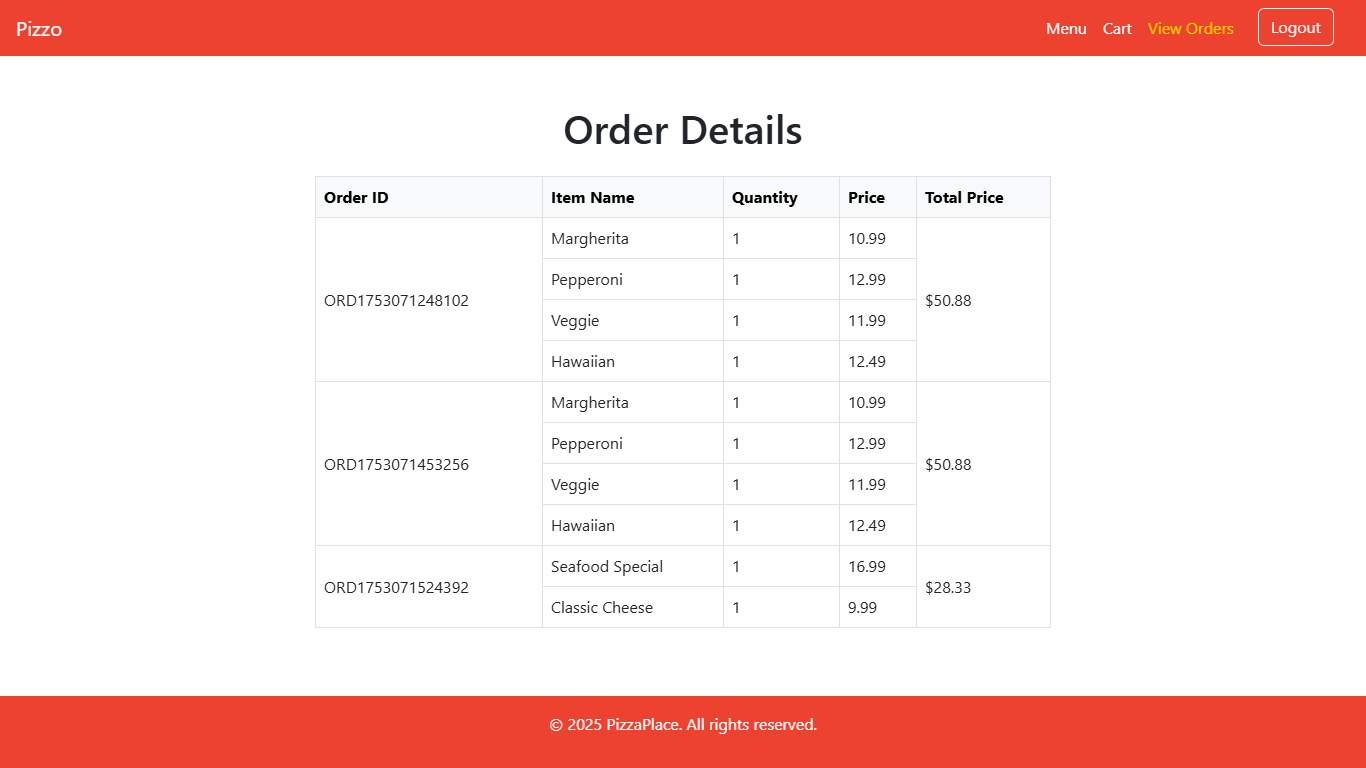 Pizzo Menu Cart View Orders Logout
Order Details
Order ID Item Name Quantity Price Total Price
ORD1753071248102 Margherita 1 10.99 $50.88
Pepperoni 1 12.99
Veggie 1 11.99
Hawaiian 1 12.49
ORD1753071453256 Margherita 1 10.99 $50.88
Pepperoni 1 12.99
Veggie 1 11.99
Hawaiian 1 12.49
ORD1753071524392 Seafood Special 1 16.99 $28.33
Classic Cheese 1 9.99
© 2025 PizzaPlace. All rights reserved.